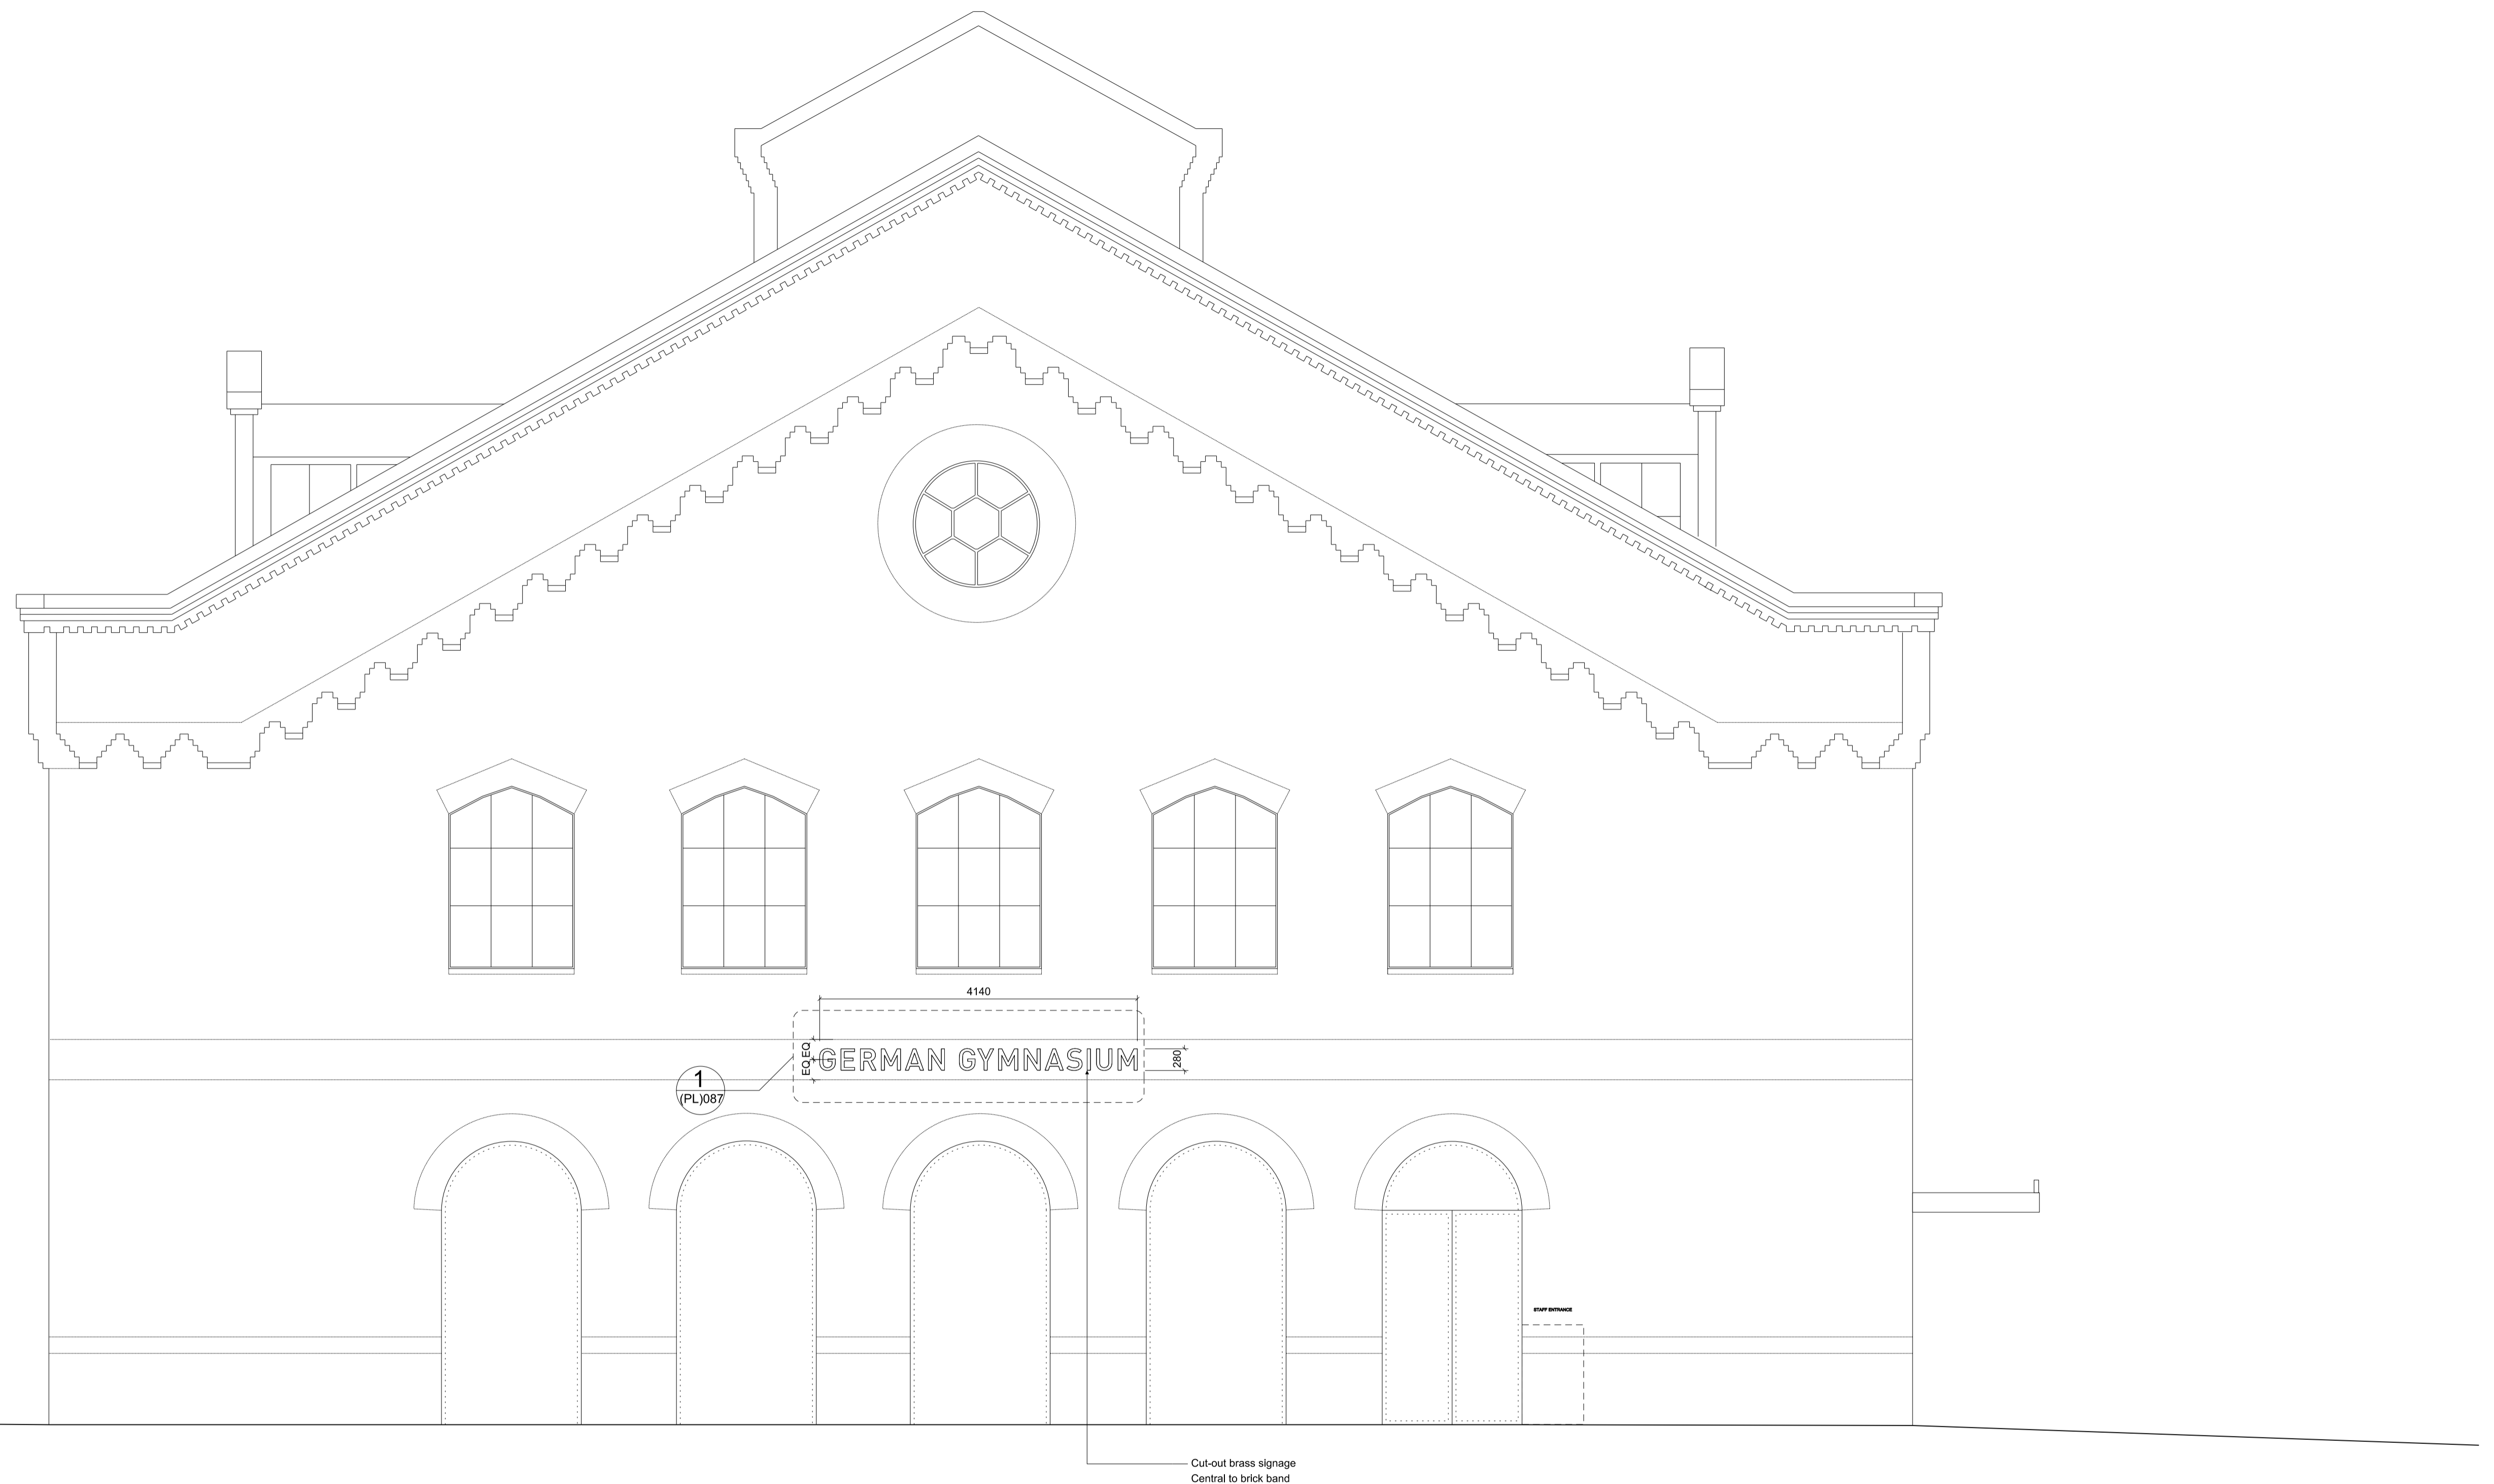 4140
EQ EQ
GERMAN GYMNASIUM
280
1
(PL)087
STAFF ENTRANCE
Cut-out brass signage
Central to brick band